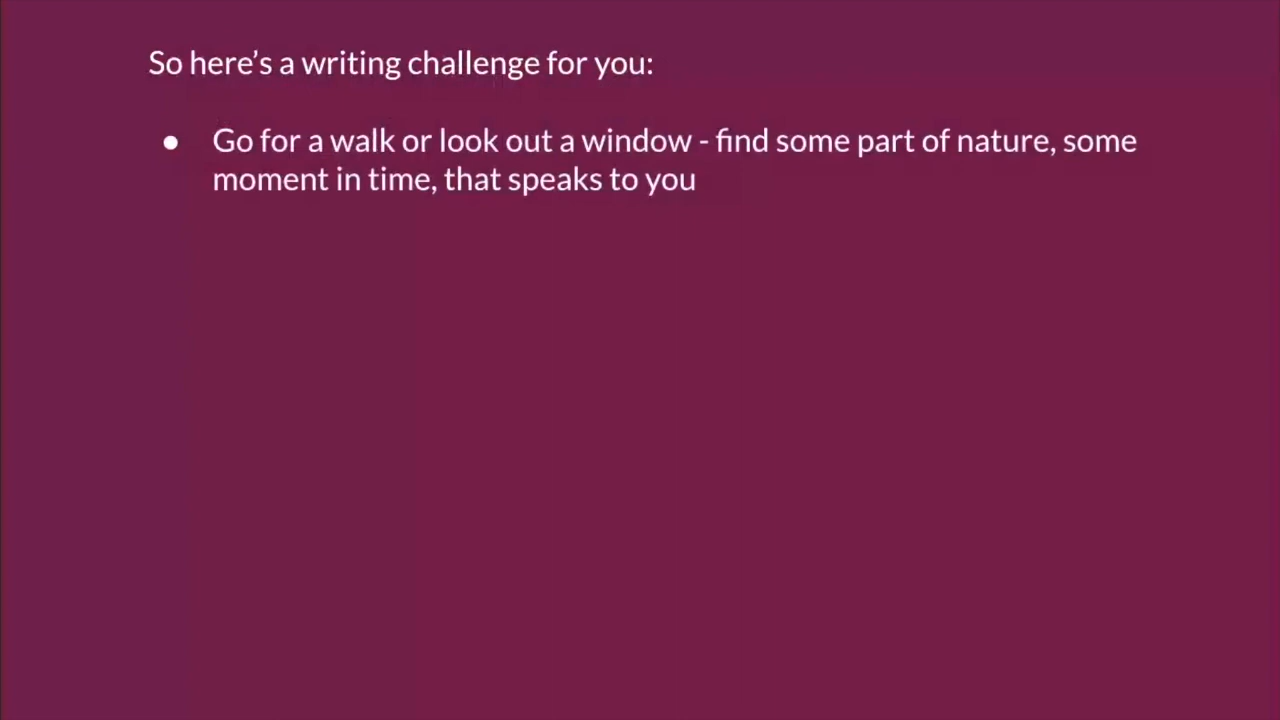 So here’s a writing challenge for you:
● Go for a walk or look out a window - find some part of nature, some
moment in time, that speaks to you